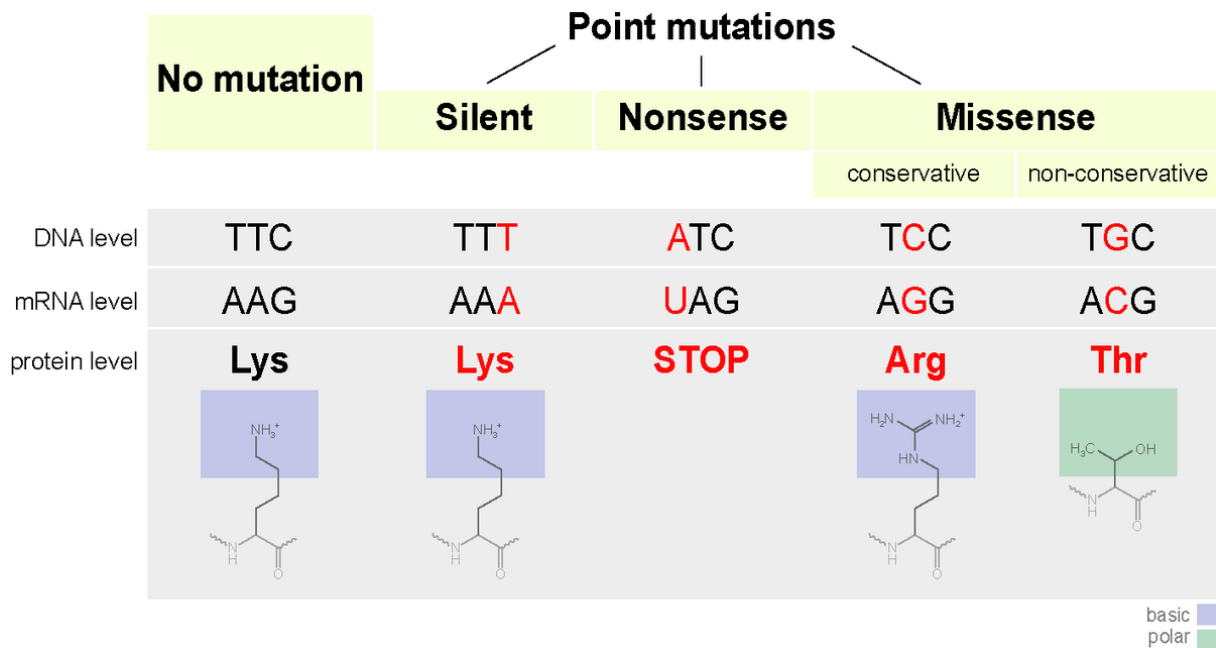 Point mutations
No mutation
Silent Nonsense Missense
conservative non-conservative
DNA level TTC TTT ATC TCC TGC
mRNA level AAG AAA UAG AGG ACG
protein level Lys Lys STOP Arg Thr
NH₃⁺ NH₃⁺ H₂N NH₂⁺
HN H₃C OH
N H O N H O N H O N H O
basic
polar